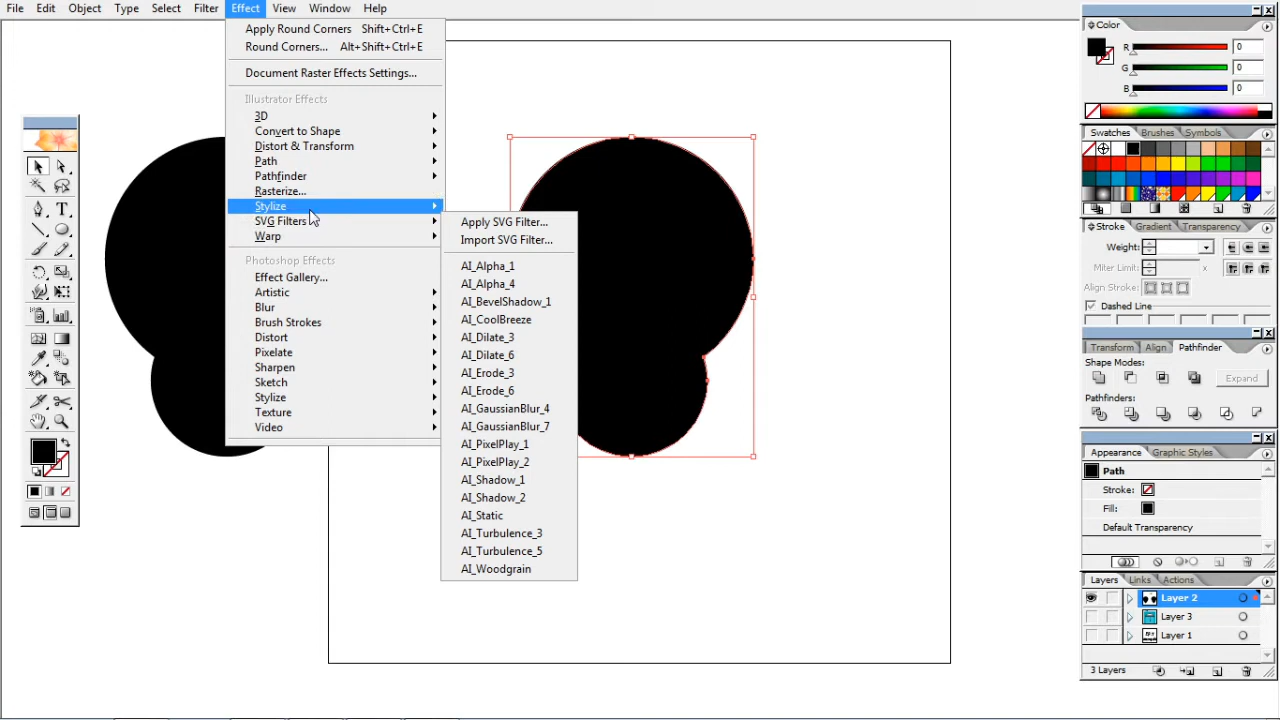 File Edit Object Type Select Filter Effect View Window Help
Apply Round Corners Shift+Ctrl+E
Round Corners... Alt+Shift+Ctrl+E
Document Raster Effects Settings...
Illustrator Effects
3D
Convert to Shape
Distort & Transform
Path
Pathfinder
Rasterize...
Stylize
SVG Filters
Warp
Photoshop Effects
Effect Gallery...
Artistic
Blur
Brush Strokes
Distort
Pixelate
Sharpen
Sketch
Stylize
Texture
Video
Apply SVG Filter...
Import SVG Filter...
AI_Alpha_1
AI_Alpha_4
AI_BevelShadow_1
AI_CoolBreeze
AI_Dilate_3
AI_Dilate_6
AI_Erode_3
AI_Erode_6
AI_GaussianBlur_4
AI_GaussianBlur_7
AI_PixelPlay_1
AI_PixelPlay_2
AI_Shadow_1
AI_Shadow_2
AI_Static
AI_Turbulence_3
AI_Turbulence_5
AI_Woodgrain
Color
R 0
G 0
B 0
Swatches Brushes Symbols
Stroke Gradient Transparency
Weight:
Miter Limit: x
Align Stroke:
Dashed Line
Transform Align Pathfinder
Shape Modes:
Expand
Pathfinders:
Appearance Graphic Styles
Path
Stroke:
Fill:
Default Transparency
Layers Links Actions
Layer 2
Layer 3
Layer 1
3 Layers